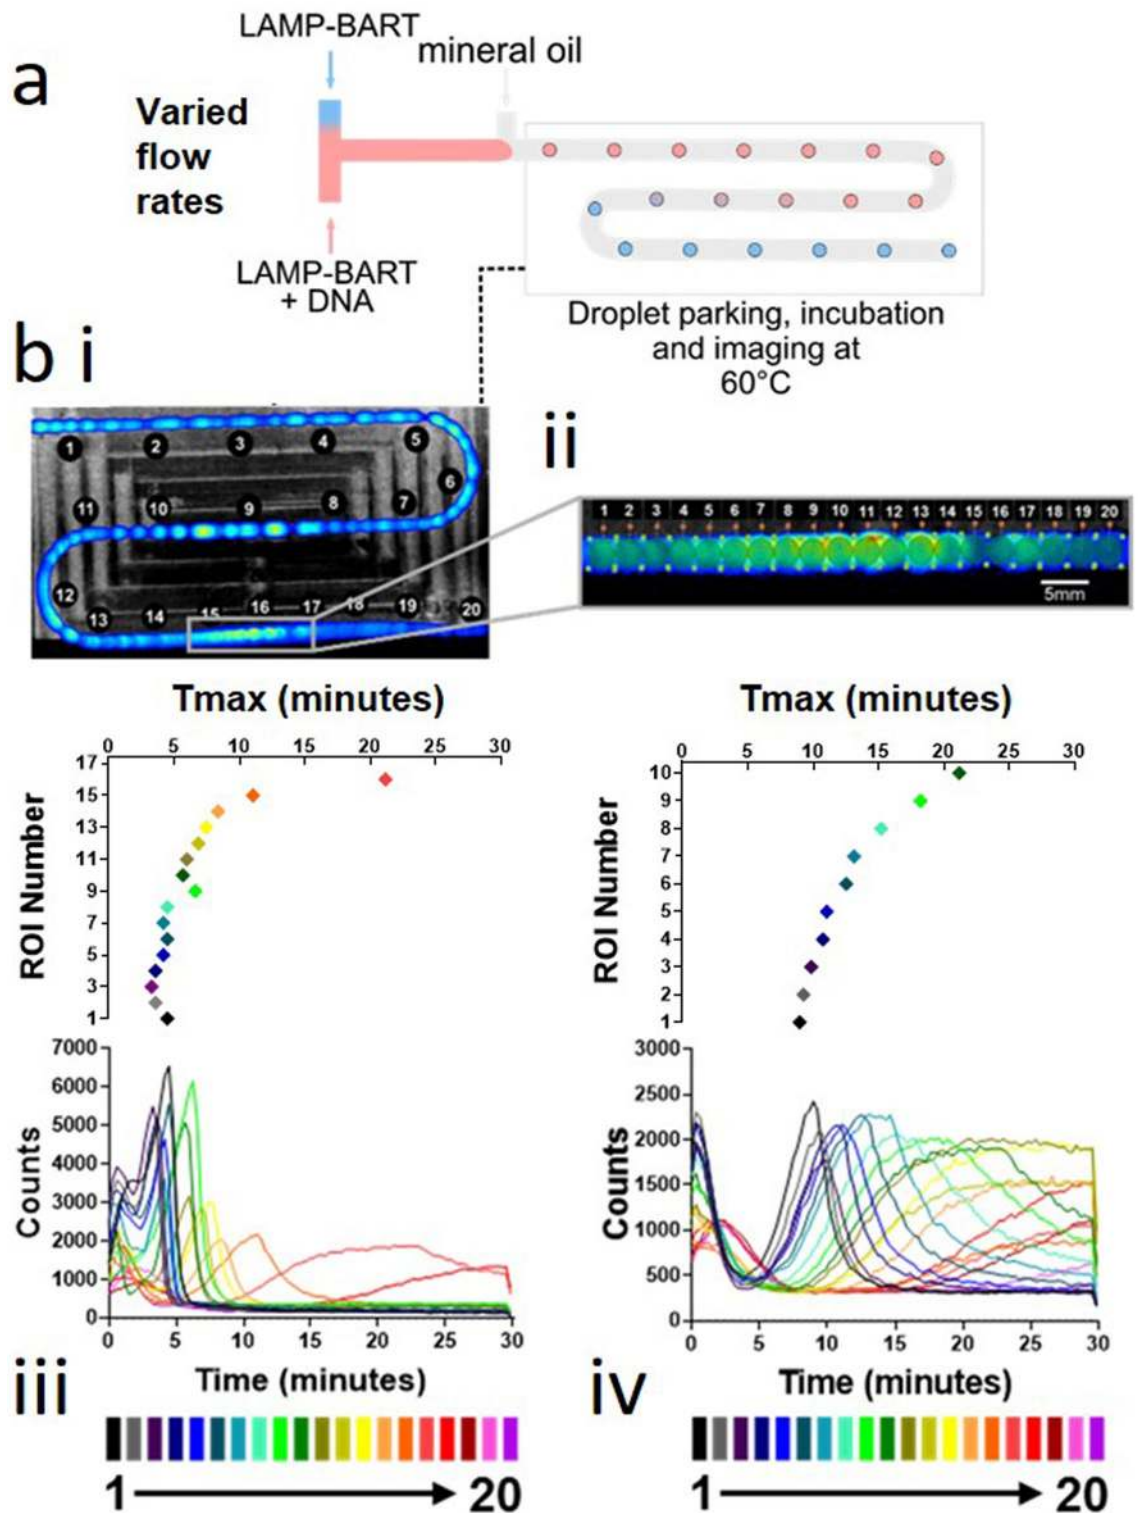 LAMP-BART
mineral oil
a
Varied
flow
rates
LAMP-BART
+ DNA
Droplet parking, incubation
and imaging at
60°C
b i
ii
1 2 3 4 5
6
11 10 9 8 7
12
13 14 15 16 17 18 19 20
1 2 3 4 5 6 7 8 9 10 11 12 13 14 15 16 17 18 19 20
5mm
Tmax (minutes)
0 5 10 15 20 25 30
17
15
13
11
9
7
5
3
1
ROI Number
7000
6000
5000
4000
3000
2000
1000
0
Counts
0 5 10 15 20 25 30
Time (minutes)
iii
1 20
Tmax (minutes)
0 5 10 15 20 25 30
10
9
8
7
6
5
4
3
2
1
ROI Number
3000
2500
2000
1500
1000
500
0
Counts
0 5 10 15 20 25 30
Time (minutes)
iv
1 20